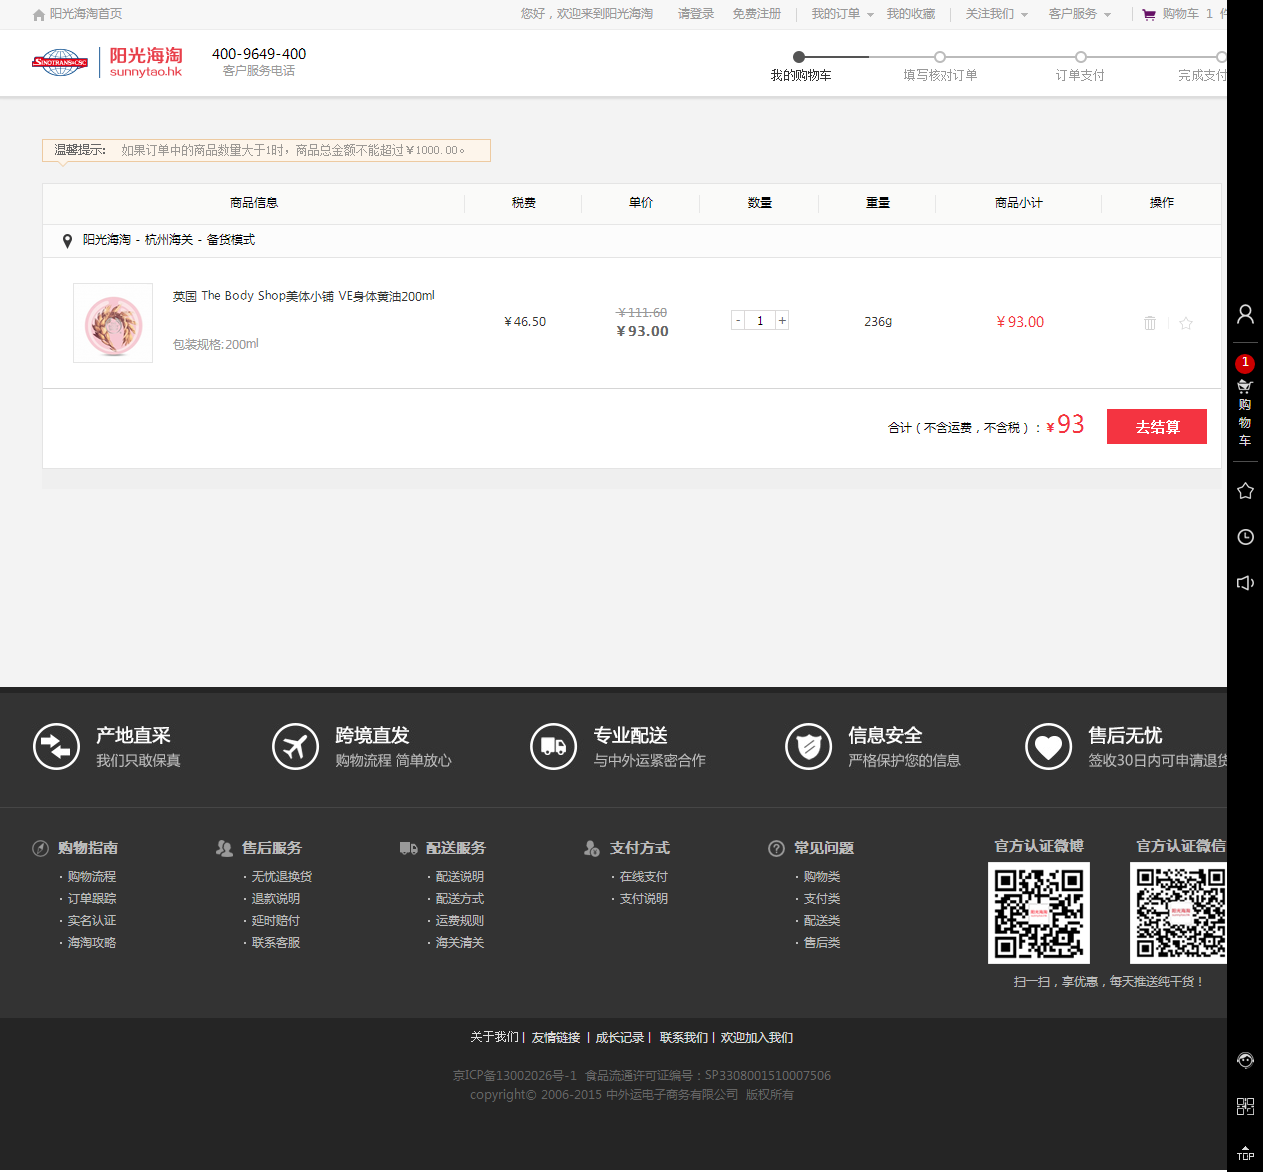 阳光海淘首页 您好，欢迎来到阳光海淘 请登录 免费注册 我的订单 我的收藏 关注我们 客户服务 购物车 1
SINOTRANS&CSC 阳光海淘 sunnytao.hk
400-9649-400
客户服务电话
我的购物车 填写核对订单 订单支付 完成支付
温馨提示: 如果订单中的商品数量大于1时，商品总金额不能超过￥1000.00。
商品信息 税费 单价 数量 重量 商品小计 操作
阳光海淘 - 杭州海关 - 备货模式
英国 The Body Shop美体小铺 VE身体黄油200ml
包装规格:200ml
￥46.50
￥111.60
￥93.00
- 1 +
236g
￥93.00
合计（不含运费，不含税）：￥93 去结算
1
购
物
车
产地直采 跨境直发 专业配送 信息安全 售后无忧
我们只敢保真 购物流程 简单放心 与中外运紧密合作 严格保护您的信息 签收30日内可申请退货
购物指南 售后服务 配送服务 支付方式 常见问题 官方认证微博 官方认证微信
· 购物流程 · 无忧退换货 · 配送说明 · 在线支付 · 购物类
· 订单跟踪 · 退款说明 · 配送方式 · 支付说明 · 支付类
· 实名认证 · 延时赔付 · 运费规则 · 配送类
· 海淘攻略 · 联系客服 · 海关清关 · 售后类
扫一扫，享优惠，每天推送纯干货！
关于我们 | 友情链接 | 成长记录 | 联系我们 | 欢迎加入我们
京ICP备13002026号-1 食品流通许可证编号：SP3308001510007506
copyright© 2006-2015 中外运电子商务有限公司 版权所有
TOP